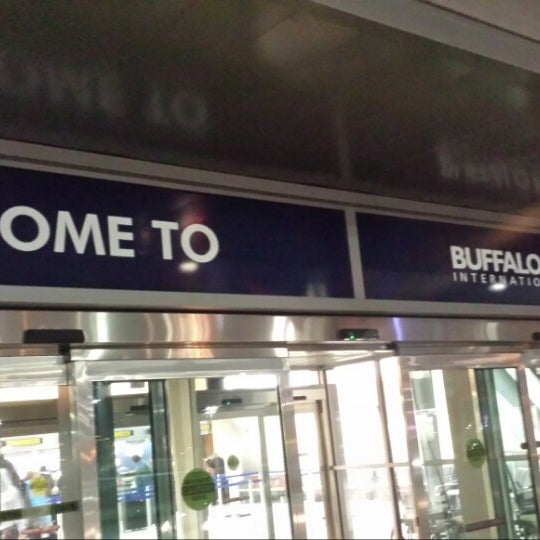 OME TO
BUFFALO
INTERNATIO